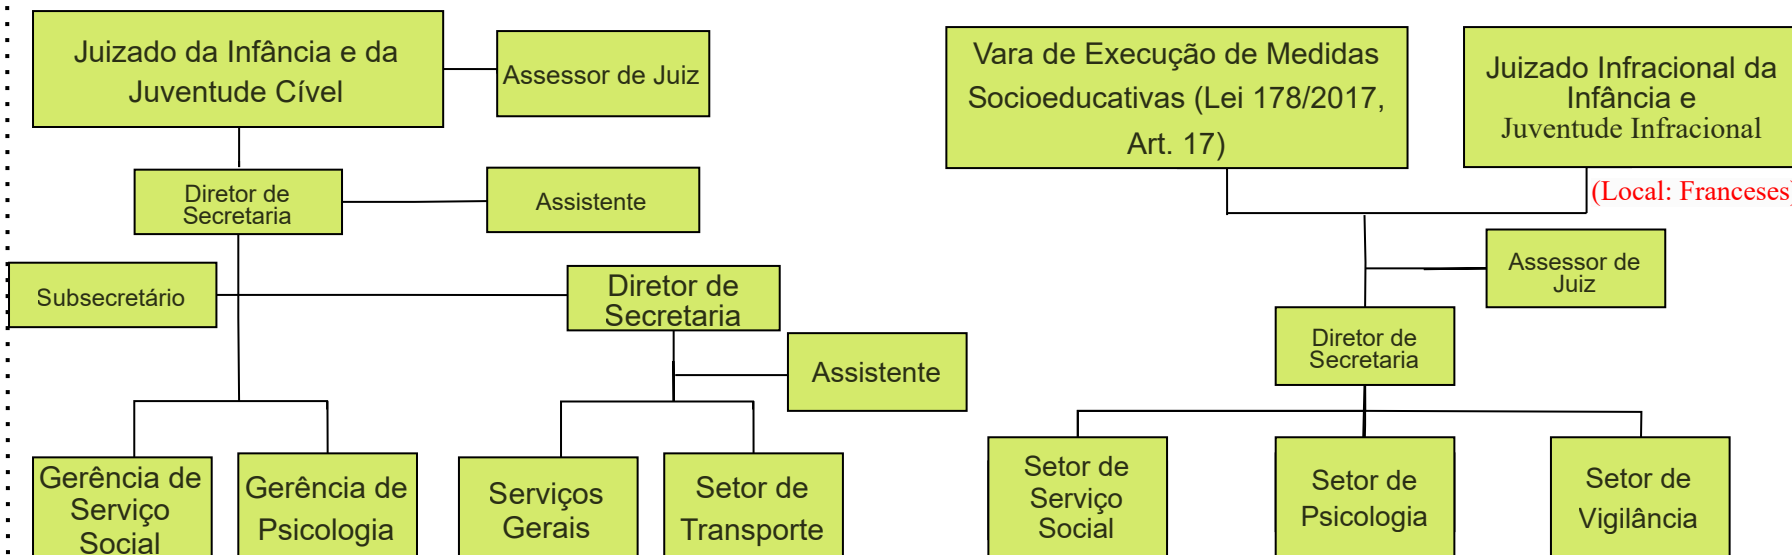 Juizado da Infância e da
Juventude Cível
Assessor de Juiz
Vara de Execução de Medidas
Socioeducativas (Lei 178/2017,
Art. 17)
Juizado Infracional da
Infância e
Juventude Infracional
(Local: Franceses)
Diretor de
Secretaria
Assistente
Subsecretário
Diretor de
Secretaria
Assistente
Assessor de
Juiz
Diretor de
Secretaria
Gerência de
Serviço
Social
Gerência de
Psicologia
Serviços
Gerais
Setor de
Transporte
Setor de
Serviço
Social
Setor de
Psicologia
Setor de
Vigilância